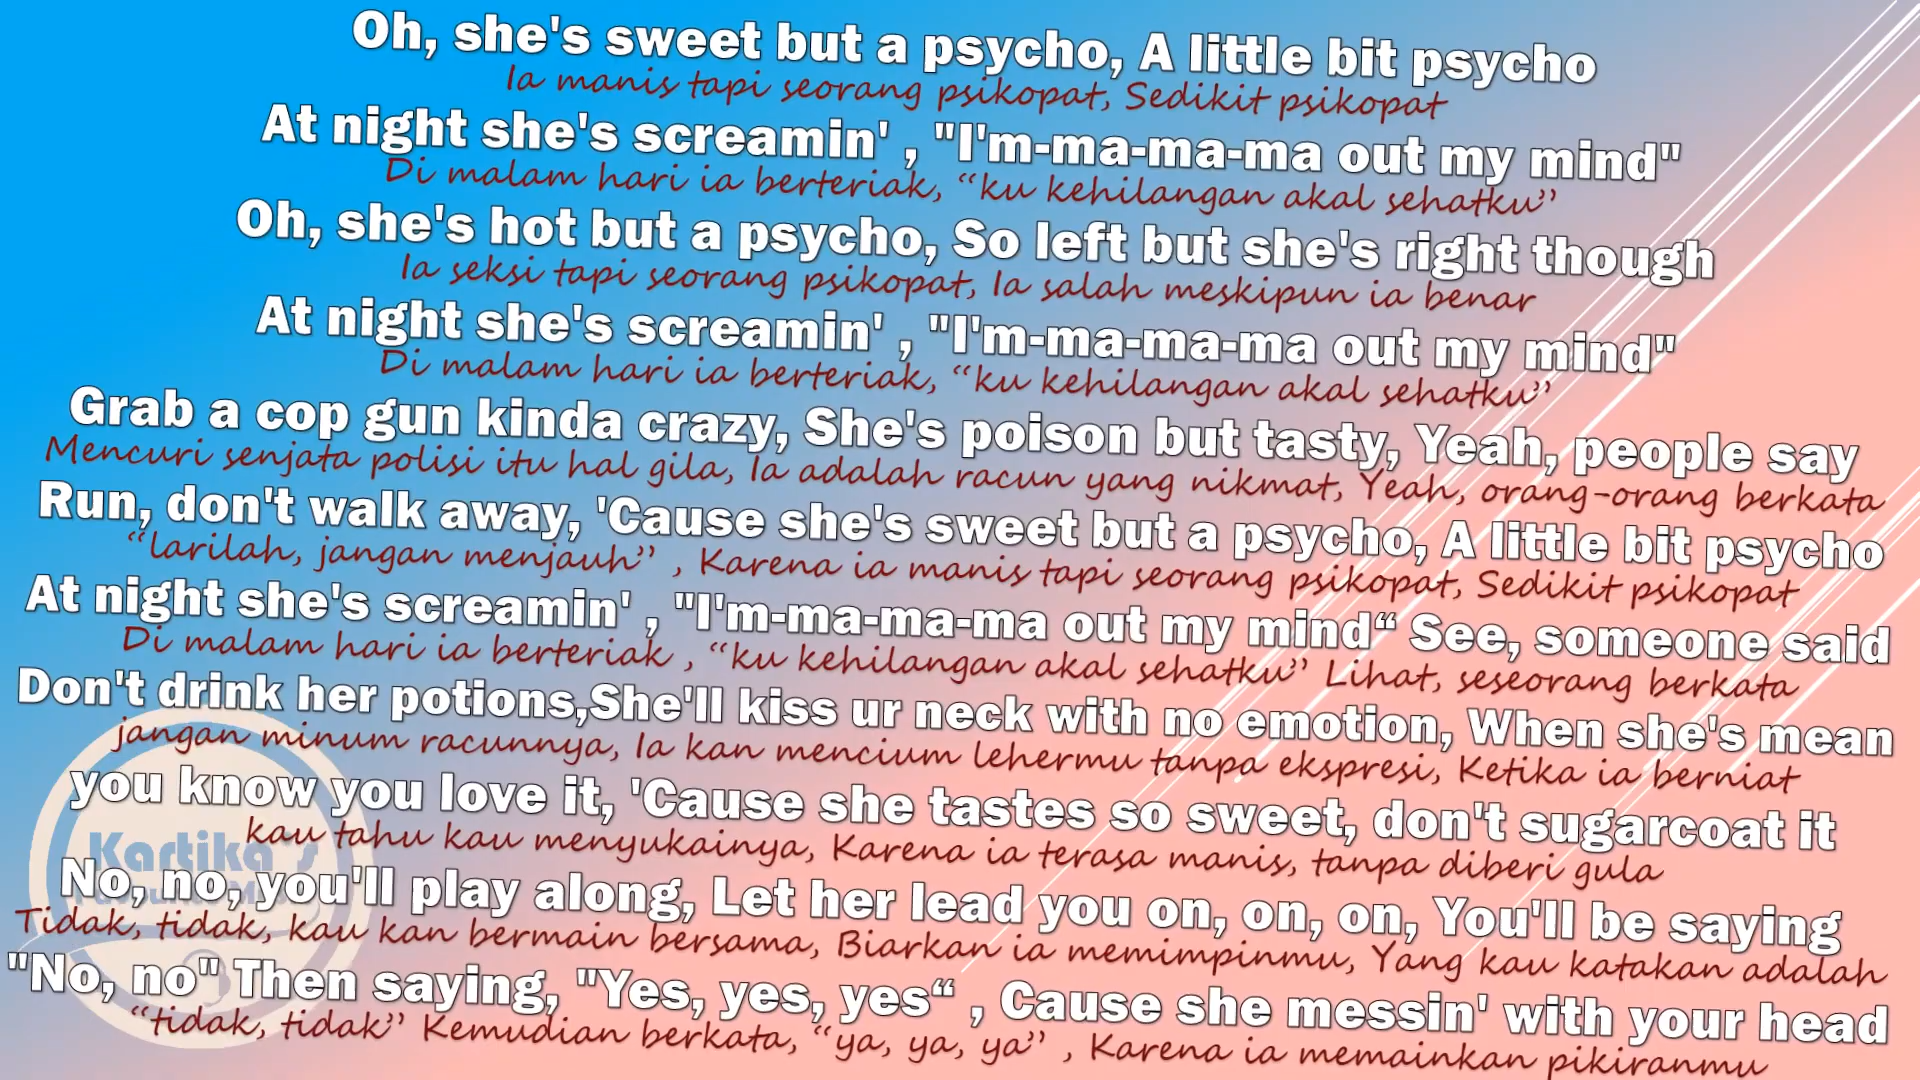 Oh, she's sweet but a psycho, A little bit psycho
Ia manis tapi seorang psikopat, Sedikit psikopat
At night she's screamin' , "I'm-ma-ma-ma out my mind"
Di malam hari ia berteriak, “ku kehilangan akal sehatku”
Oh, she's hot but a psycho, So left but she's right though
Ia seksi tapi seorang psikopat, Ia salah meskipun ia benar
At night she's screamin' , "I'm-ma-ma-ma out my mind"
Di malam hari ia berteriak, “ku kehilangan akal sehatku”
Grab a cop gun kinda crazy, She's poison but tasty, Yeah, people say
Mencuri senjata polisi itu hal gila, Ia adalah racun yang nikmat, Yeah, orang-orang berkata
Run, don't walk away, 'Cause she's sweet but a psycho, A little bit psycho
“larilah, jangan menjauh” , Karena ia manis tapi seorang psikopat, Sedikit psikopat
At night she's screamin' , "I'm-ma-ma-ma out my mind“ See, someone said
Di malam hari ia berteriak , “ku kehilangan akal sehatku” Lihat, seseorang berkata
Don't drink her potions,She'll kiss ur neck with no emotion, When she's mean
jangan minum racunnya, Ia kan mencium lehermu tanpa ekspresi, Ketika ia berniat
you know you love it, 'Cause she tastes so sweet, don't sugarcoat it
kau tahu kau menyukainya, Karena ia terasa manis, tanpa diberi gula
Kartika's
No, no, you'll play along, Let her lead you on, on, on, You'll be saying
Tidak, tidak, kau kan bermain bersama, Biarkan ia memimpinmu, Yang kau katakan adalah
"No, no" Then saying, "Yes, yes, yes“ , Cause she messin' with your head
“tidak, tidak” Kemudian berkata, “ya, ya, ya” , Karena ia memainkan pikiranmu